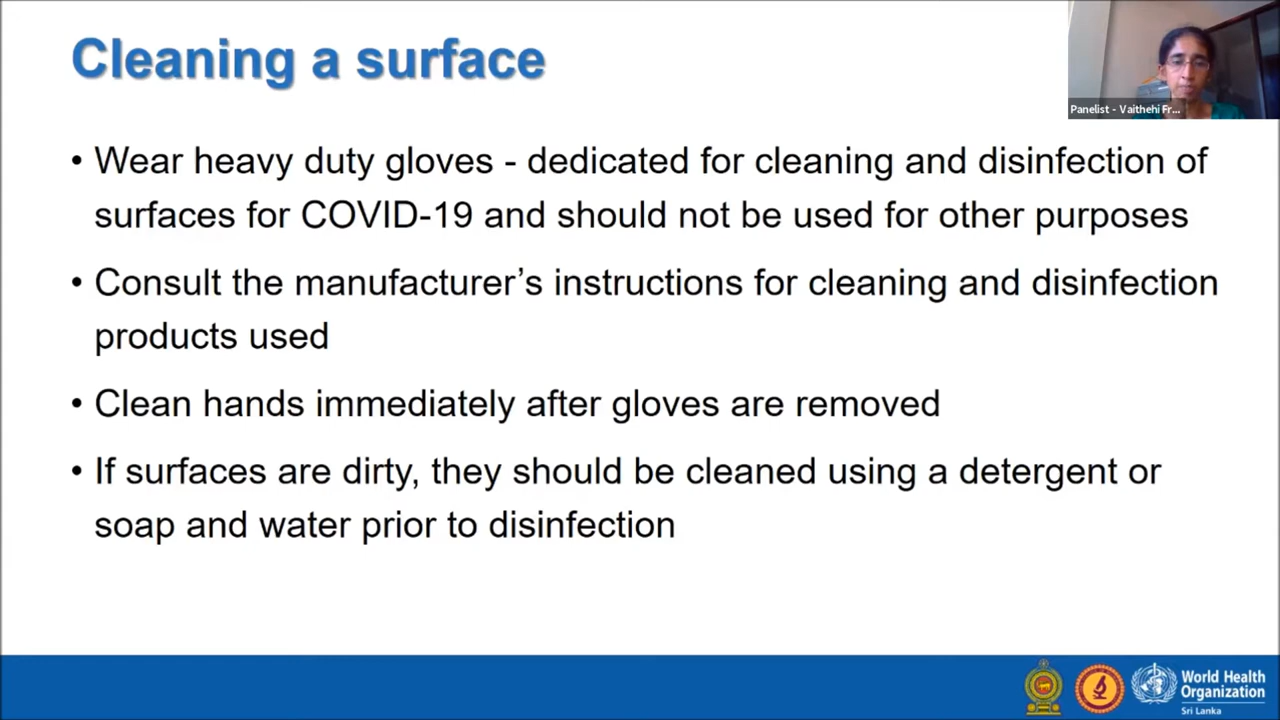 Cleaning a surface
Panelist - Vaithehi Fr...
• Wear heavy duty gloves - dedicated for cleaning and disinfection of
surfaces for COVID-19 and should not be used for other purposes
• Consult the manufacturer’s instructions for cleaning and disinfection
products used
• Clean hands immediately after gloves are removed
• If surfaces are dirty, they should be cleaned using a detergent or
soap and water prior to disinfection
World Health
Organization
Sri Lanka